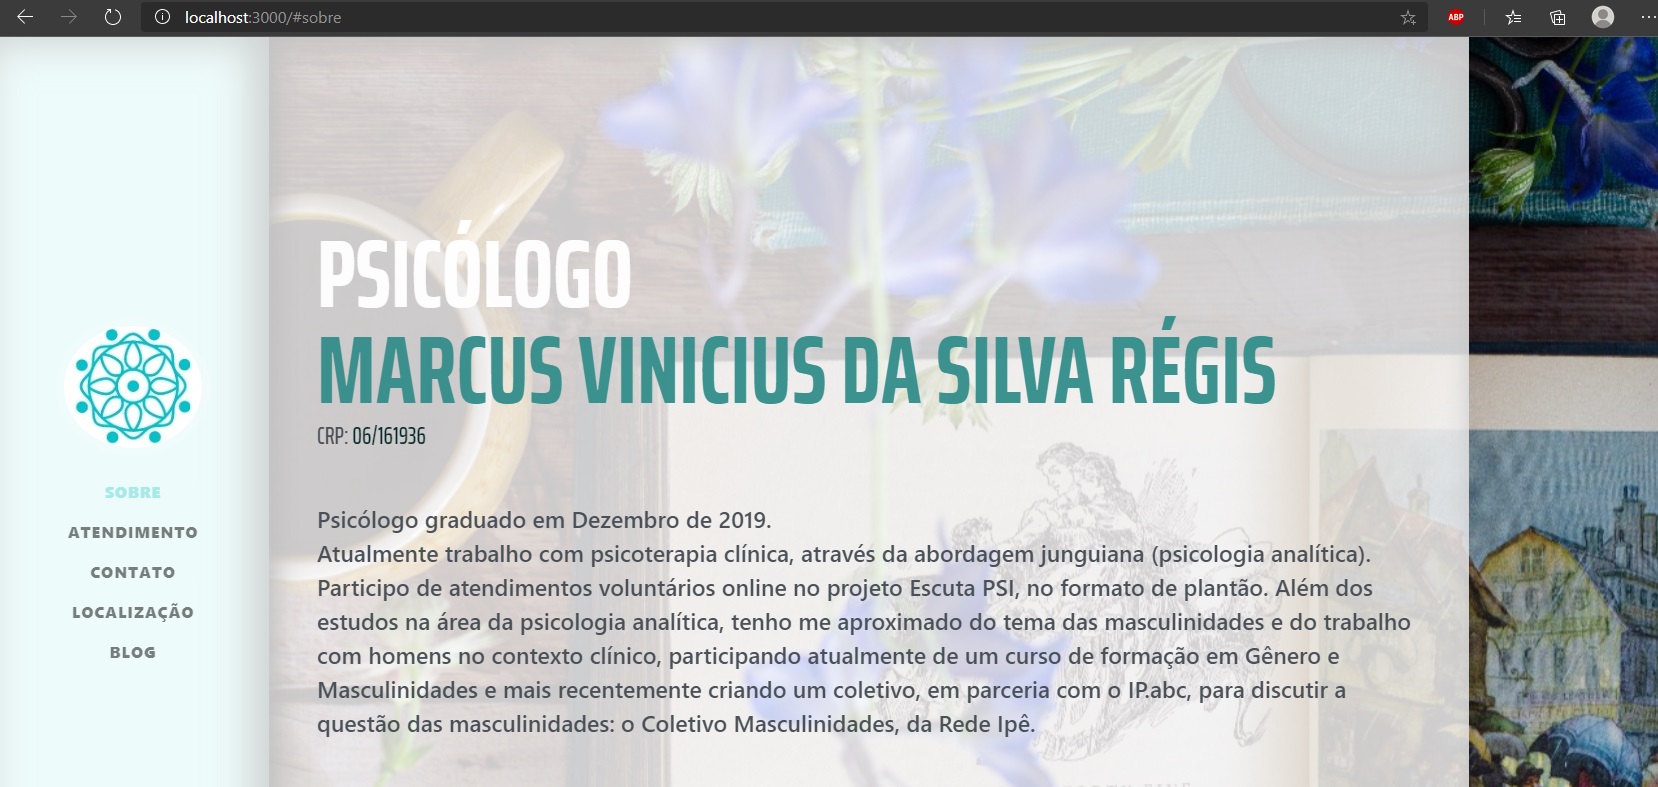 localhost:3000/#sobre
ABP
SOBRE
ATENDIMENTO
CONTATO
LOCALIZAÇÃO
BLOG
PSICÓLOGO
MARCUS VINICIUS DA SILVA RÉGIS
CRP: 06/161936
Psicólogo graduado em Dezembro de 2019.
Atualmente trabalho com psicoterapia clínica, através da abordagem junguiana (psicologia analítica).
Participo de atendimentos voluntários online no projeto Escuta PSI, no formato de plantão. Além dos
estudos na área da psicologia analítica, tenho me aproximado do tema das masculinidades e do trabalho
com homens no contexto clínico, participando atualmente de um curso de formação em Gênero e
Masculinidades e mais recentemente criando um coletivo, em parceria com o IP.abc, para discutir a
questão das masculinidades: o Coletivo Masculinidades, da Rede Ipê.